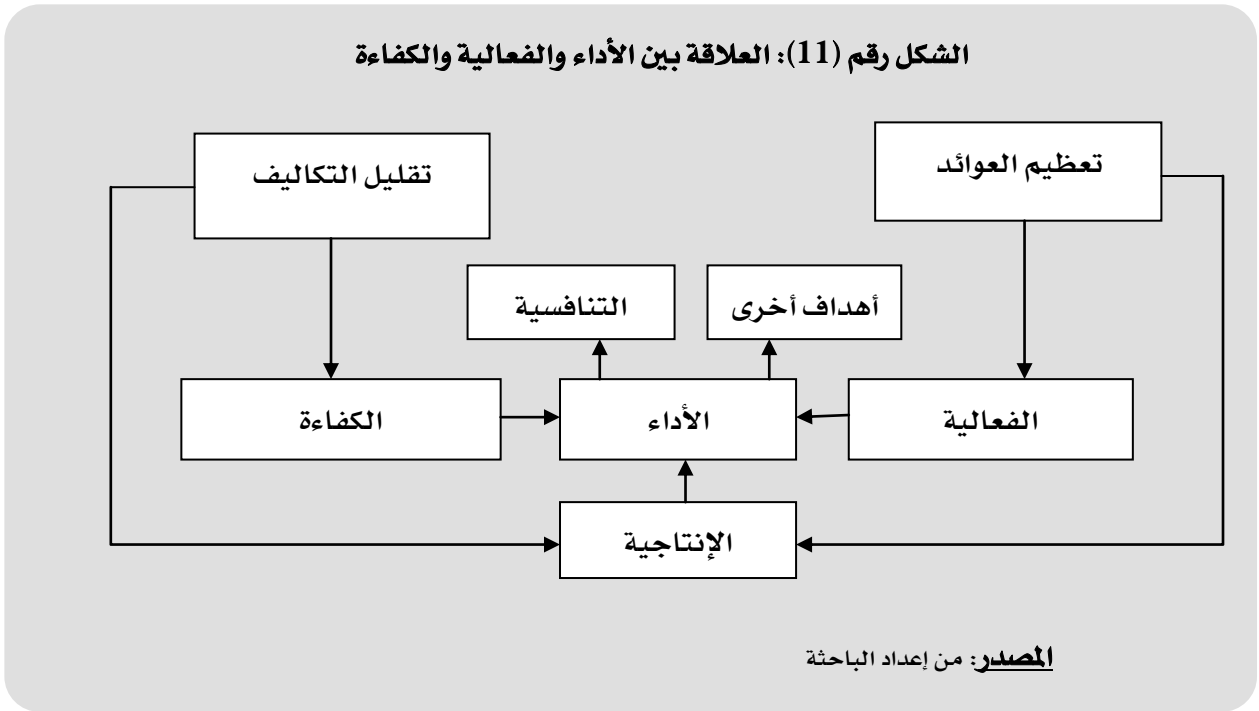 الشكل رقم (11): العلاقة بين الأداء والفعالية والكفاءة
تعظيم العوائد
تقليل التكاليف
أهداف أخرى
التنافسية
الفعالية
الأداء
الكفاءة
الإنتاجية
المصدر: من إعداد الباحثة